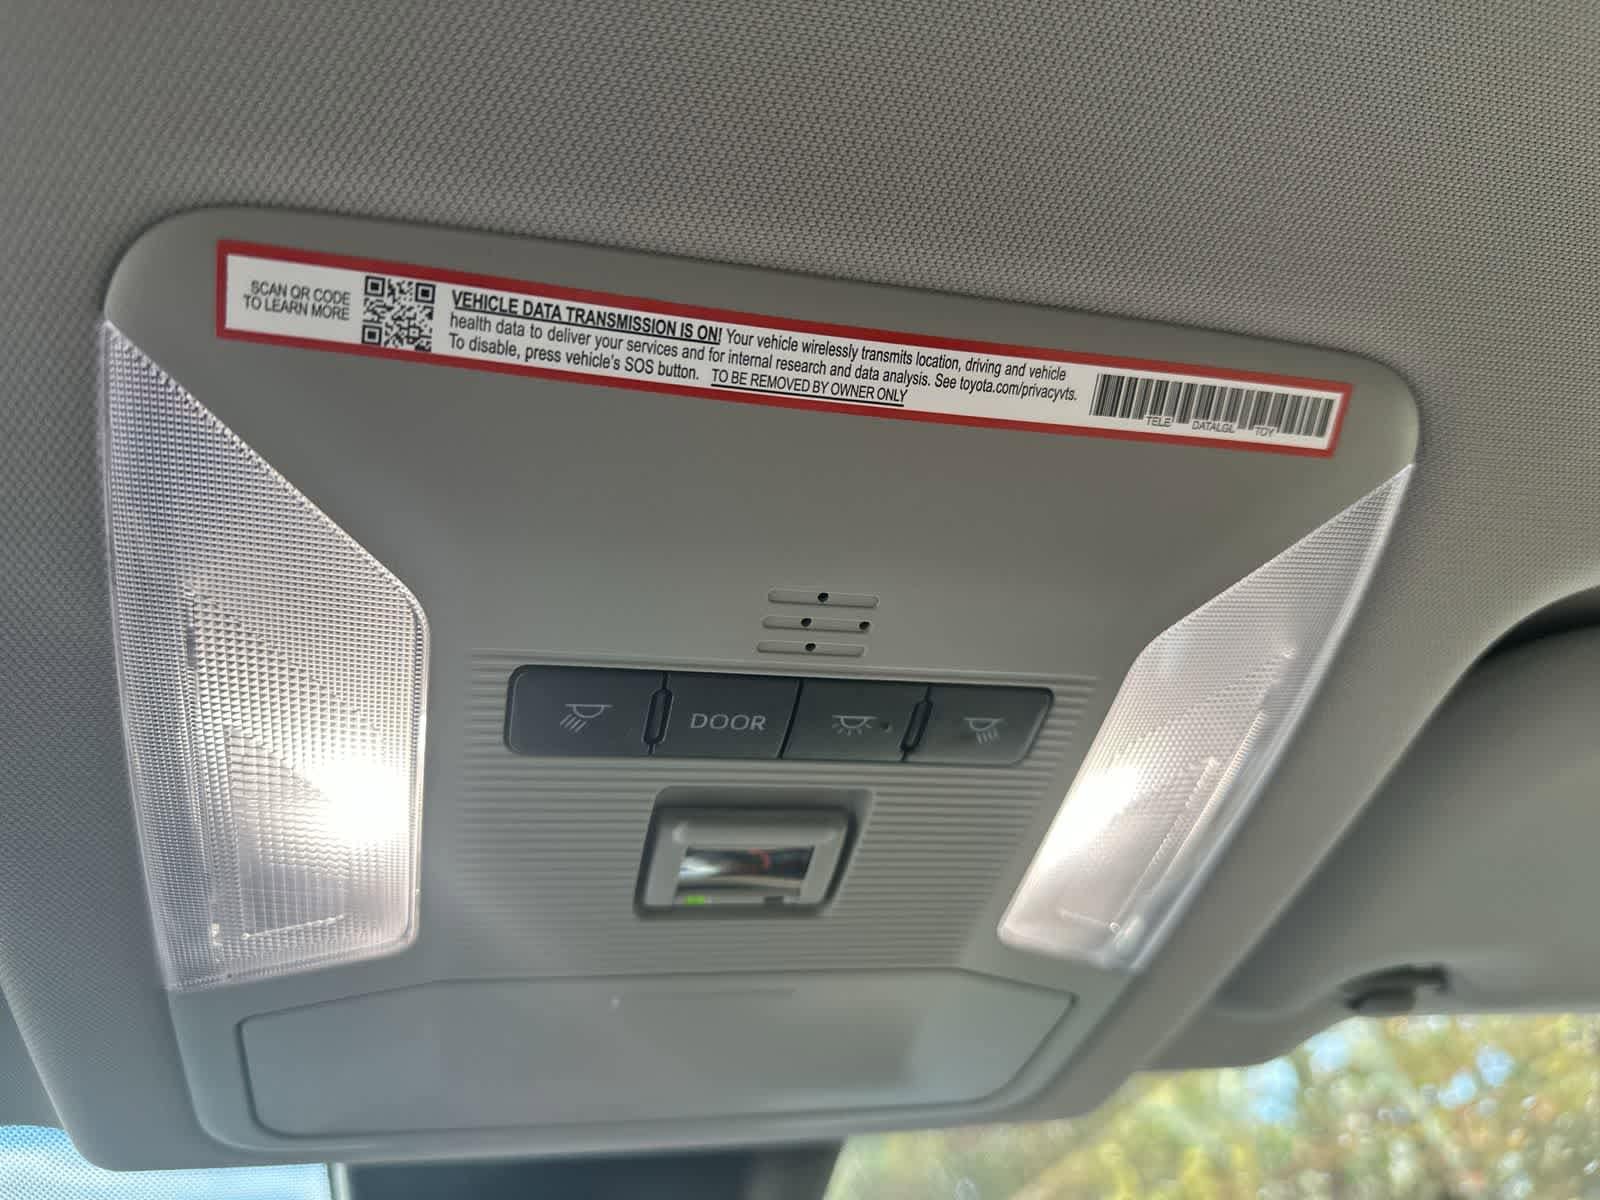 SCAN QR CODE
TO LEARN MORE
VEHICLE DATA TRANSMISSION IS ON! Your vehicle wirelessly transmits location, driving and vehicle
health data to deliver your services and for internal research and data analysis. See toyota.com/privacyvts.
To disable, press vehicle's SOS button. TO BE REMOVED BY OWNER ONLY
TELE DATALGL TOY
DOOR